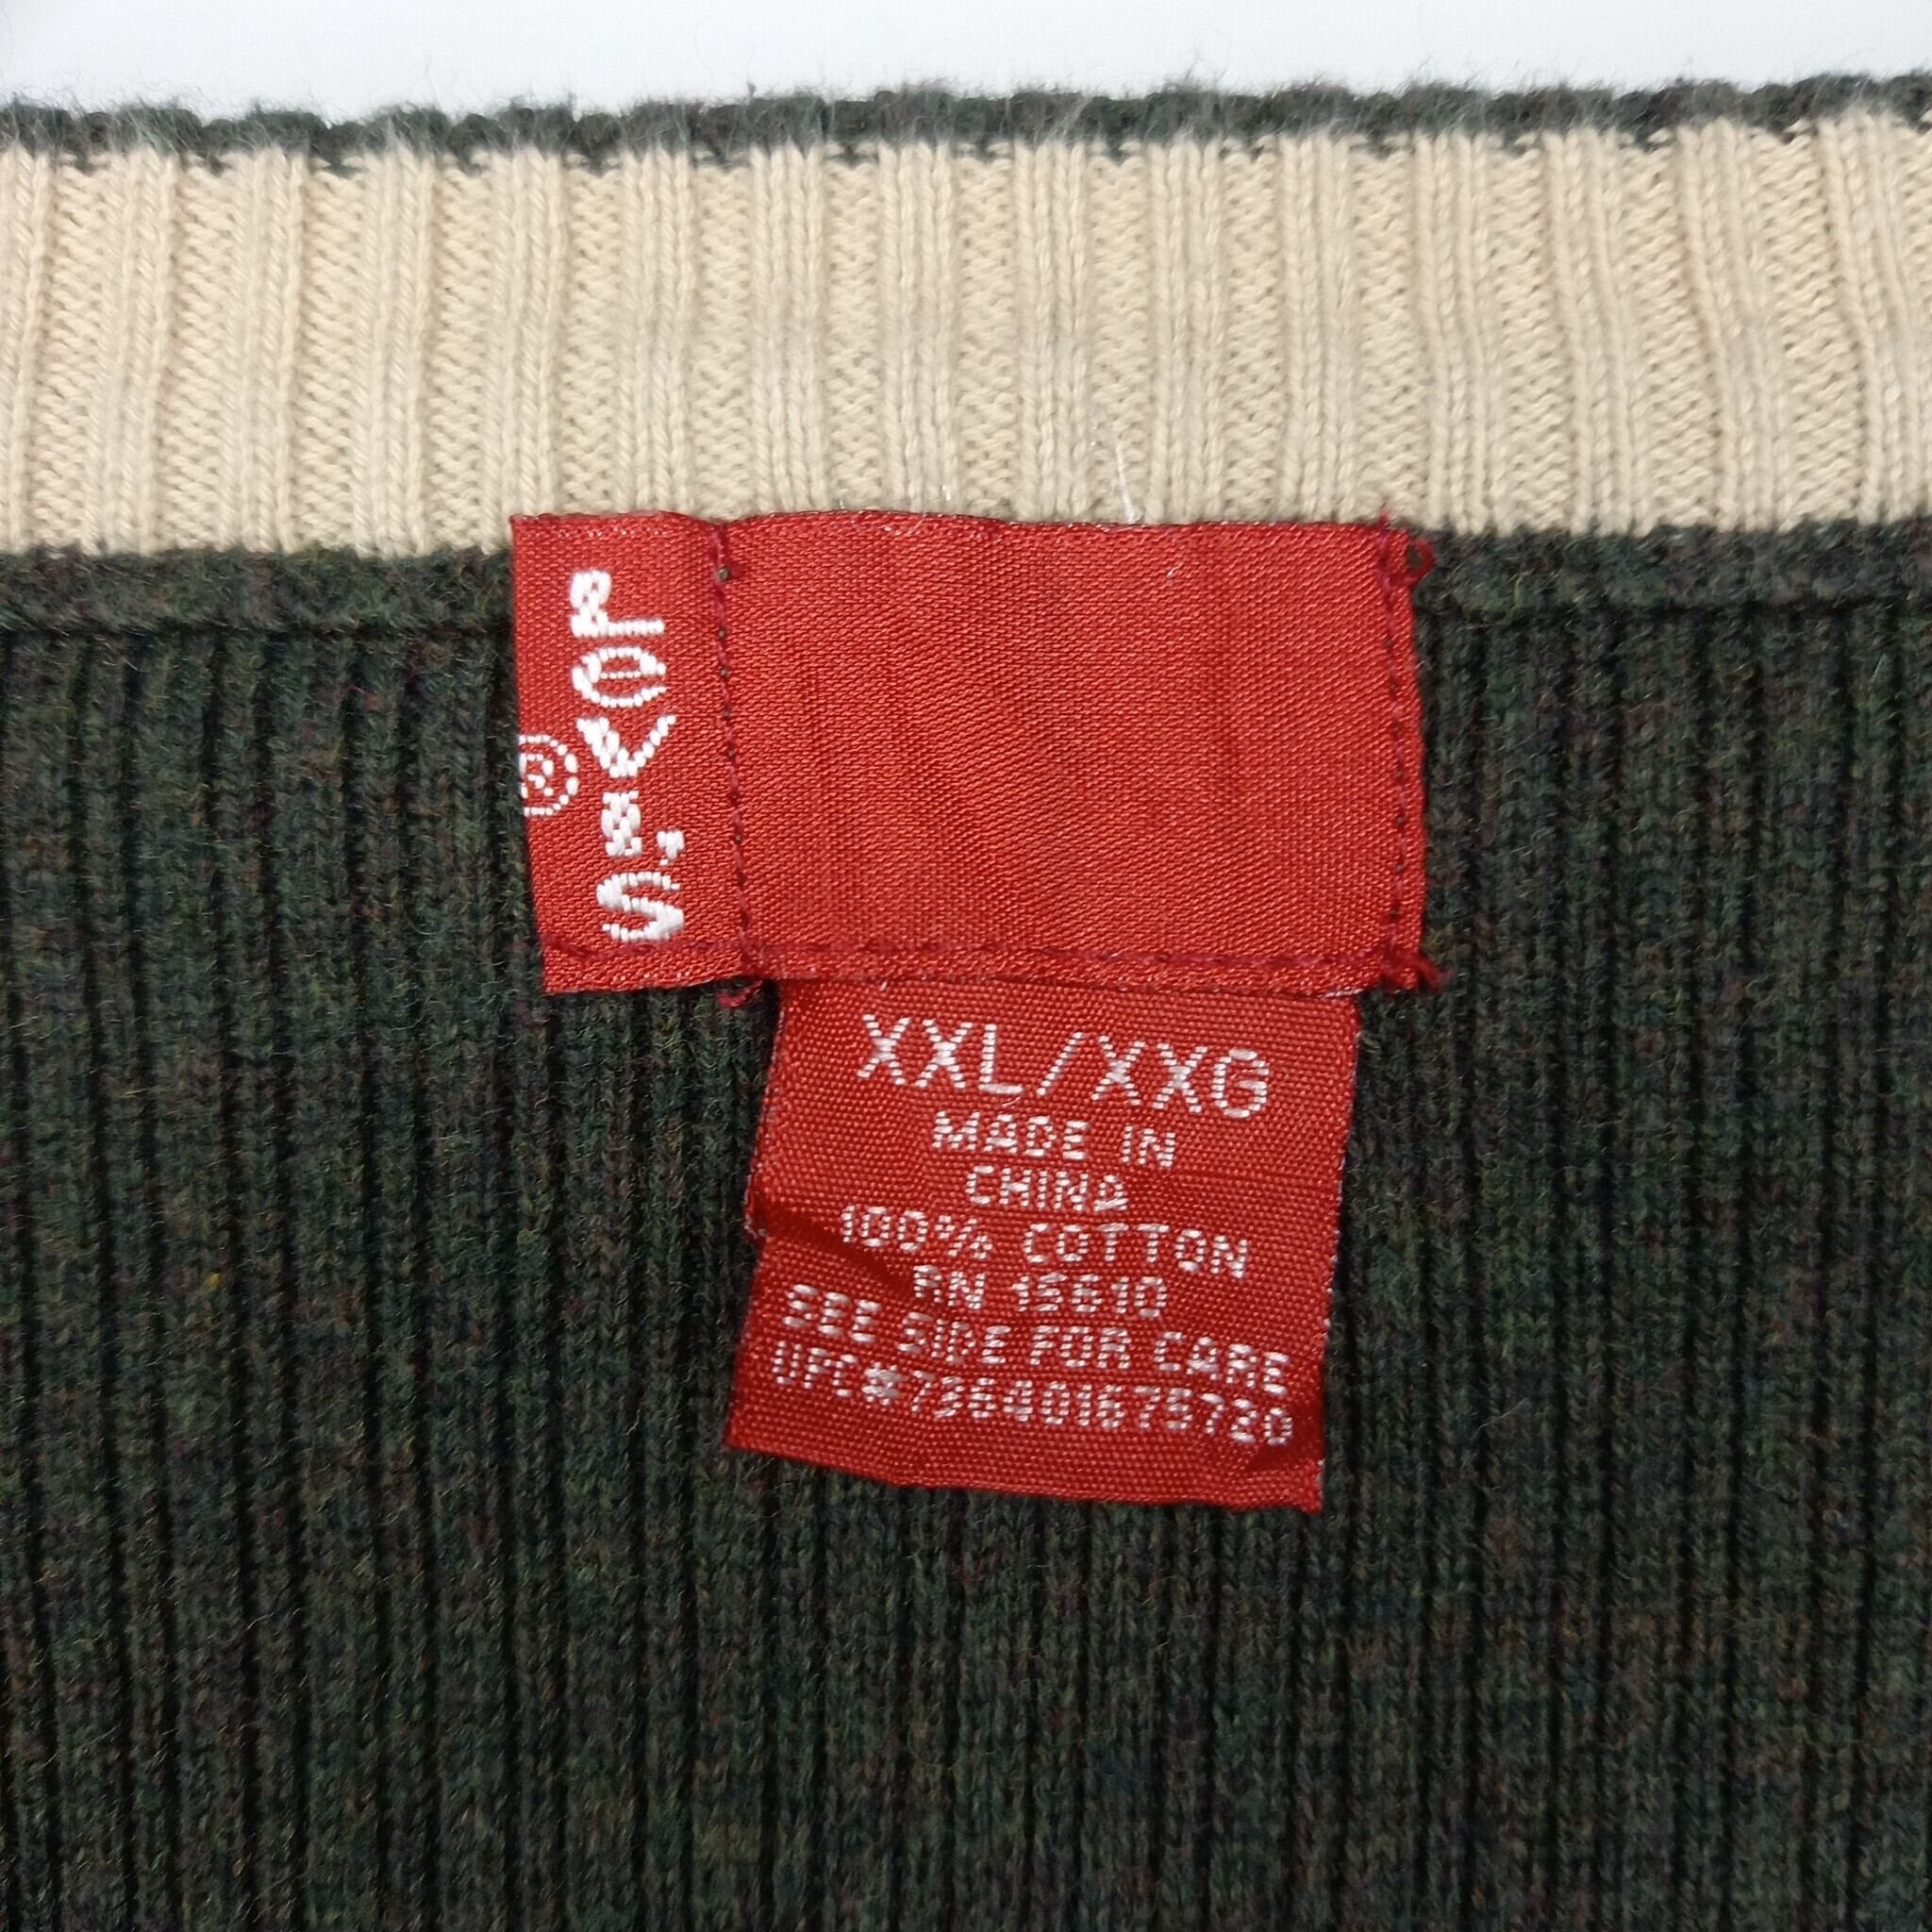 Levi's
®
XXL/XXG
MADE IN
CHINA
100% COTTON
RN 15610
SEE SIDE FOR CARE
UPC#736401675720